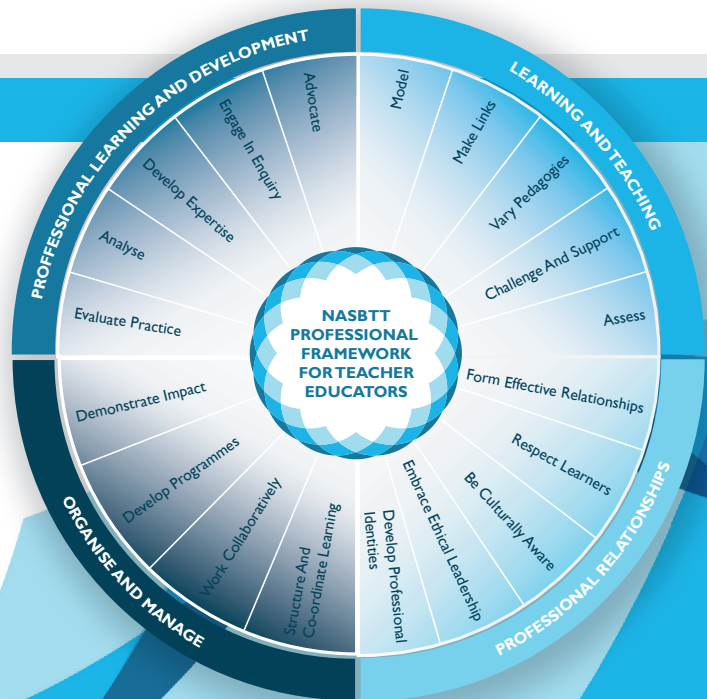 PROFFESSIONAL LEARNING AND DEVELOPMENT
Evaluate Practice
Analyse
Develop Expertise
Engage In Enquiry
Advocate
LEARNING AND TEACHING
Model
Make Links
Vary Pedagogies
Challenge And Support
Assess
NASBTT
PROFESSIONAL
FRAMEWORK
FOR TEACHER
EDUCATORS
PROFESSIONAL RELATIONSHIPS
Form Effective Relationships
Respect Learners
Be Culturally Aware
Embrace Ethical Leadership
Develop Professional
Identities
ORGANISE AND MANAGE
Structure And
Co-ordinate Learning
Work Collaboratively
Develop Programmes
Demonstrate Impact